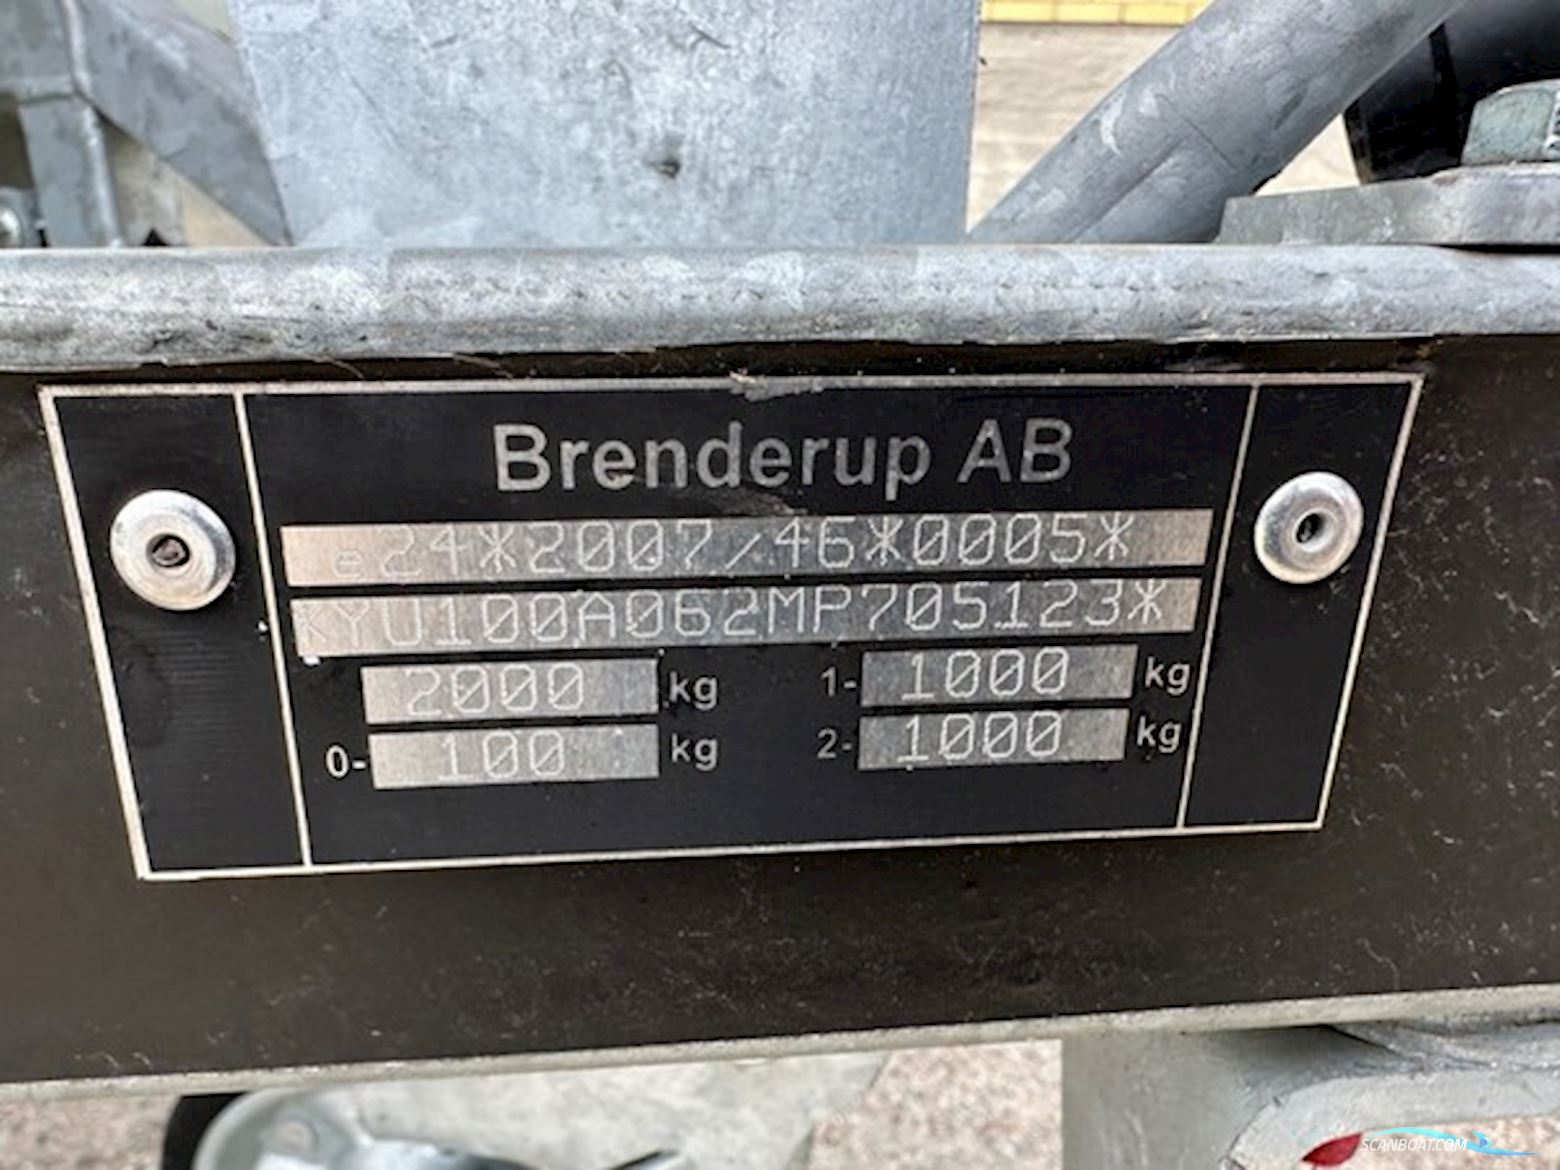 Brenderup AB
e24*2007/46*0005*
*YU100A062MP705123*
2000 kg 1- 1000 kg
0- 100 kg 2- 1000 kg
SCANBOAT.COM